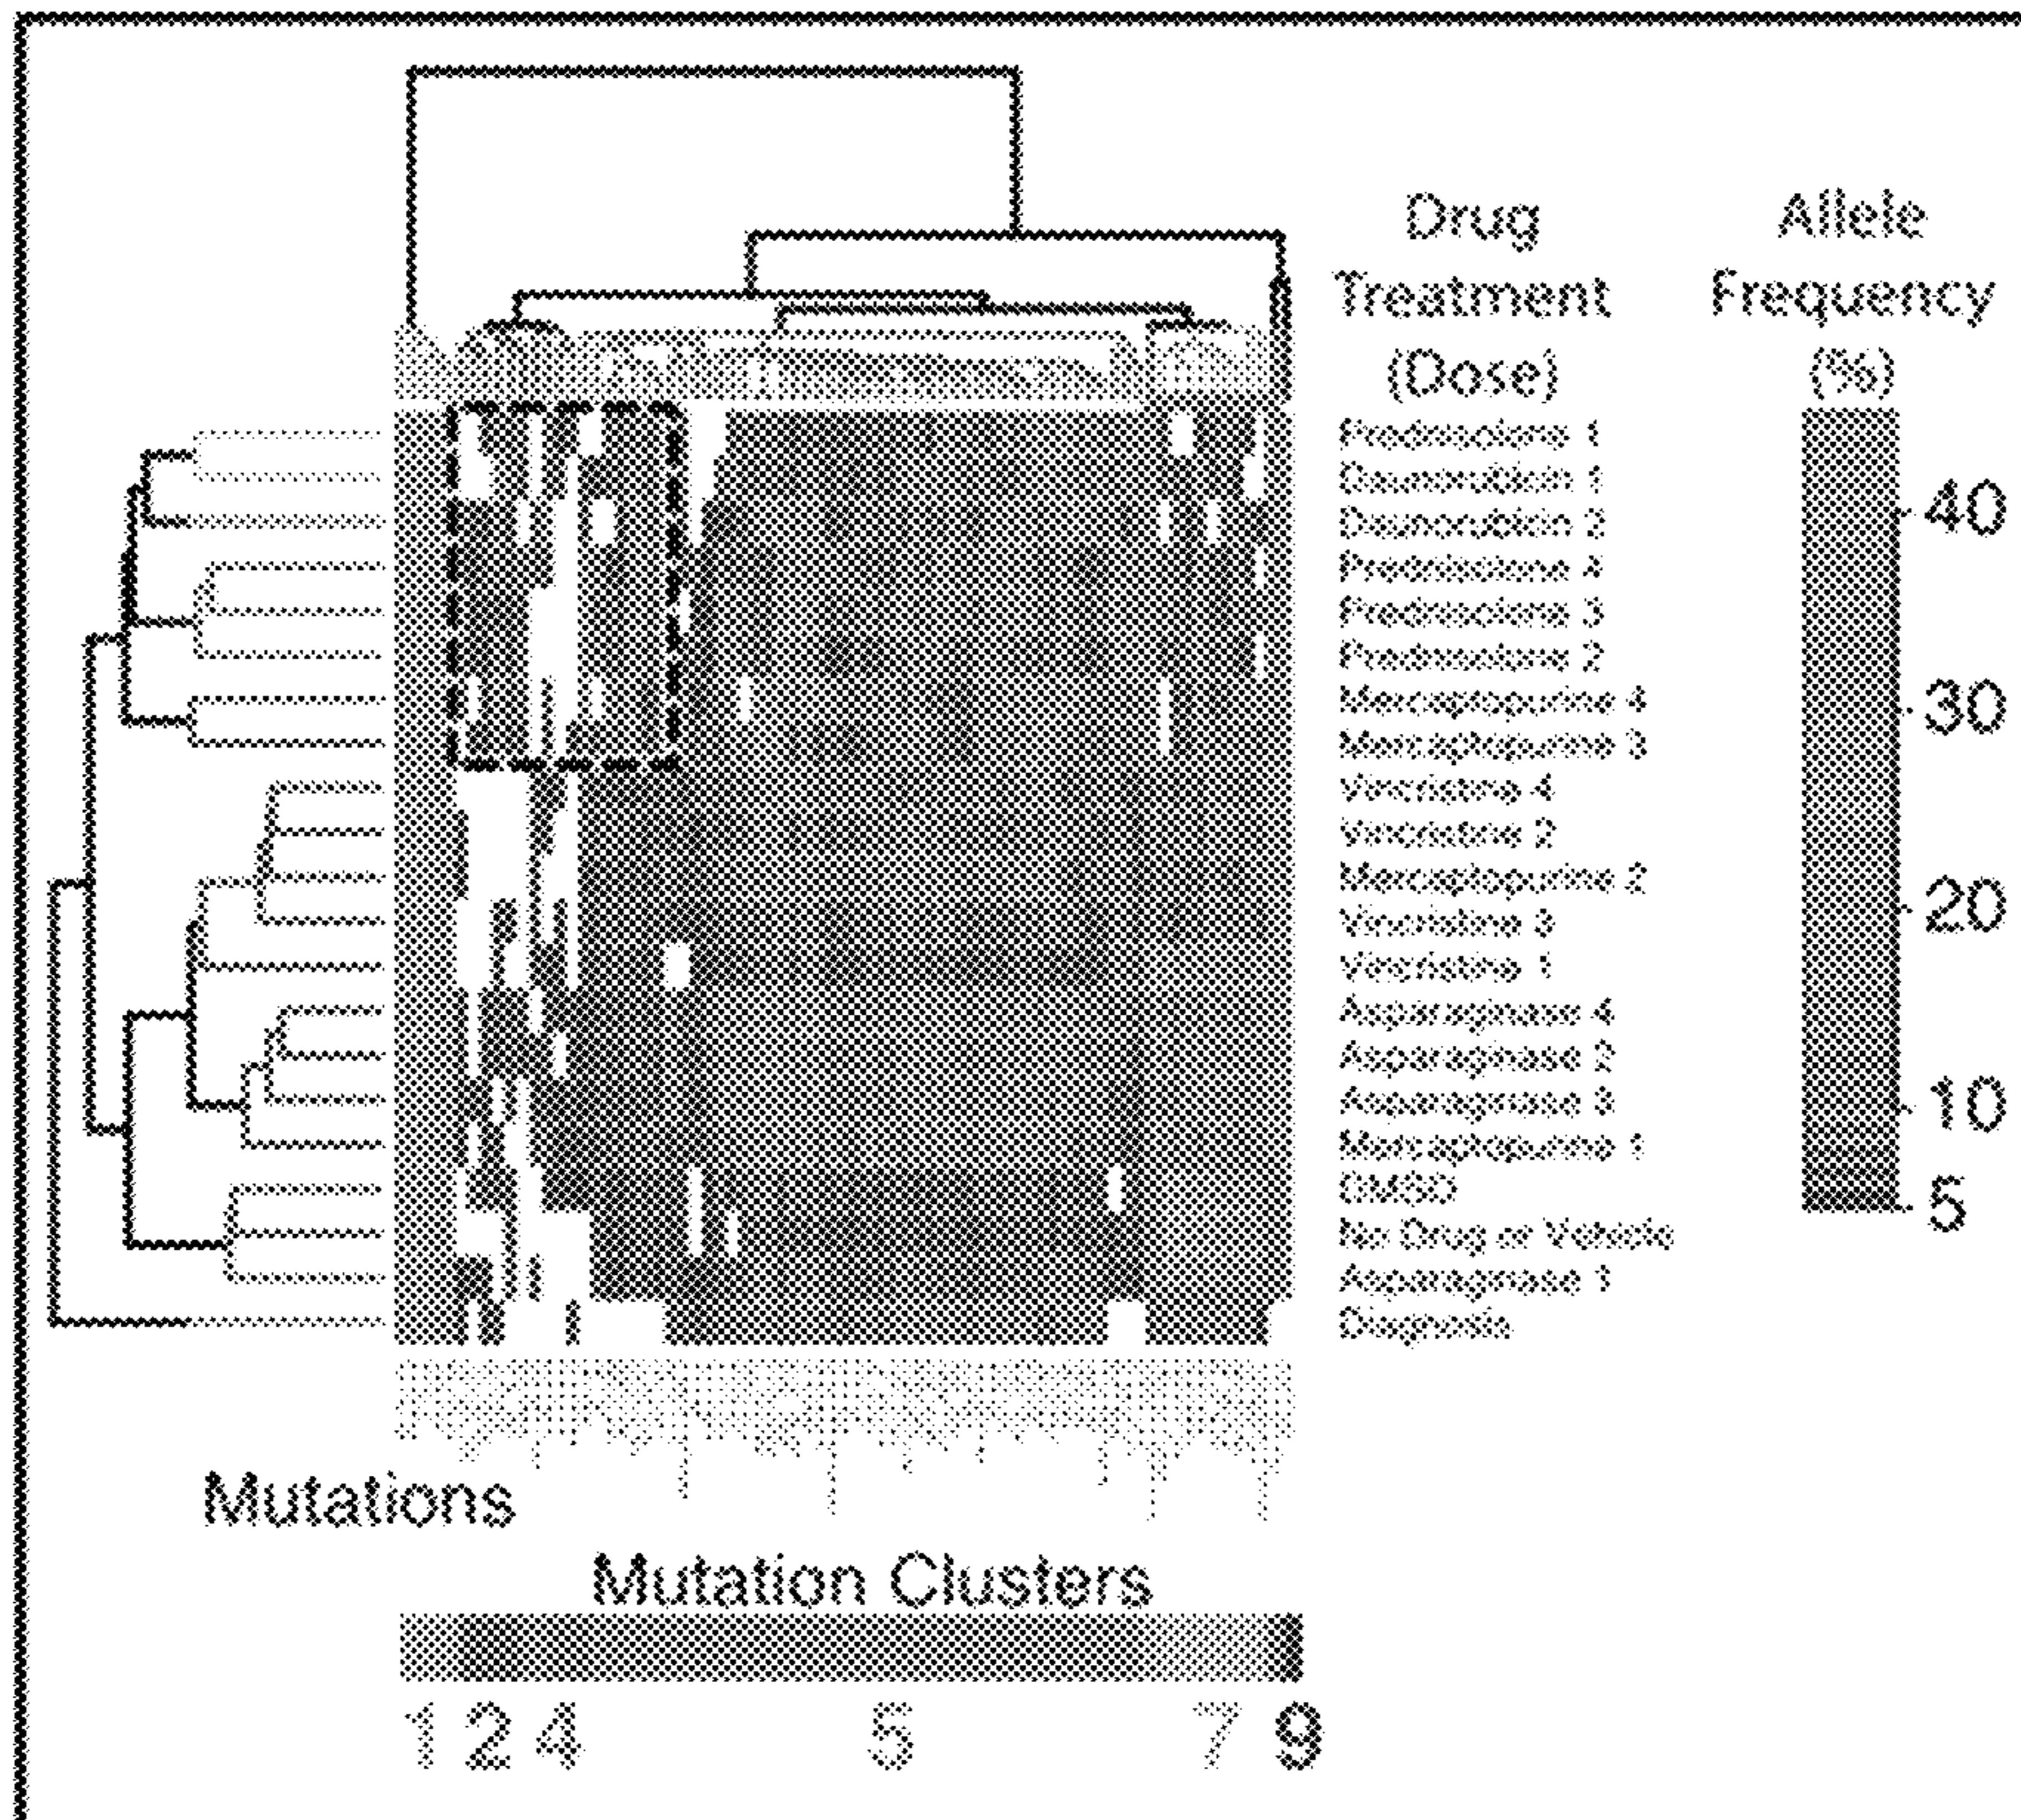 Drug
Treatment
(Dose)
Allele
Frequency
(%)
Prednisolone 1
Daunorubicin 1
Daunorubicin 2
Prednisolone 4
Prednisolone 3
Prednisolone 2
Mercaptopurine 4
Mercaptopurine 3
Vincristine 4
Vincristine 2
Mercaptopurine 2
Vincristine 3
Vincristine 1
Asparaginase 4
Asparaginase 2
Asparaginase 3
Mercaptopurine 1
DMSO
No Drug or Vehicle
Asparaginase 1
Diagnosis
40
30
20
10
5
Mutations
Mutation Clusters
1 2 4 5 7 9